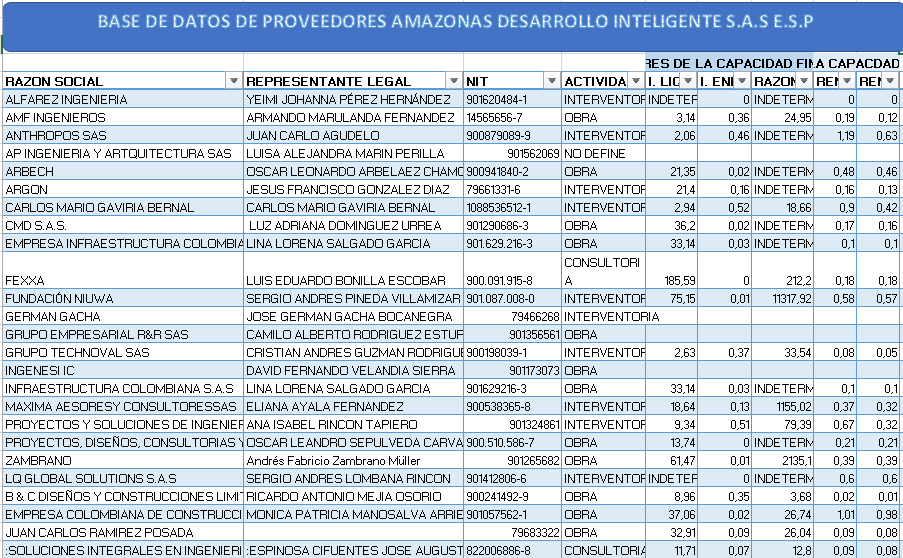 BASE DE DATOS DE PROVEEDORES AMAZONAS DESARROLLO INTELIGENTE S.A.S E.S.P
RES DE LA CAPACIDAD FIN A CAPACDAD
RAZON SOCIAL REPRESENTANTE LEGAL NIT ACTIVIDA I. LIQ I. EN RAZON REN REN
ALFAREZ INGENIERIA YEIMI JOHANNA PÉREZ HERNÁNDEZ 901620484-1 INTERVENTOR INDETER 0 INDETERM 0 0
AMF INGENIEROS ARMANDO MARULANDA FERNANDEZ 14565656-7 OBRA 3,14 0,36 24,95 0,19 0,12
ANTHROPOS SAS JUAN CARLO AGUDELO 900879089-9 INTERVENTOR 2,06 0,46 INDETERM 1,19 0,63
AP INGENIERIA Y ARTQUITECTURA SAS LUISA ALEJANDRA MARIN PERILLA 901562069 NO DEFINE
ARBECH OSCAR LEONARDO ARBELAEZ CHAMO 900941840-2 OBRA 21,35 0,02 INDETERM 0,48 0,46
ARGON JESUS FRANCISCO GONZALEZ DIAZ 79661331-6 INTERVENTOR 21,4 0,16 INDETERM 0,16 0,13
CARLOS MARIO GAVIRIA BERNAL CARLOS MARIO GAVIRIA BERNAL 1088536512-1 INTERVENTOR 2,94 0,52 18,66 0,9 0,42
CMD S.A.S. LUZ ADRIANA DOMINGUEZ URREA 901290686-3 OBRA 36,2 0,02 INDETERM 0,17 0,16
EMPRESA INFRAESTRUCTURA COLOMBIA LINA LORENA SALGADO GARCIA 901.629.216-3 OBRA 33,14 0,03 INDETERM 0,1 0,1
FEXXA LUIS EDUARDO BONILLA ESCOBAR 900.091.915-8 CONSULTORI
A 185,59 0 212,2 0,18 0,18
FUNDACIÓN NIUWA SERGIO ANDRES PINEDA VILLAMIZAR 901.087.008-0 INTERVENTOR 75,15 0,01 11317,92 0,58 0,57
GERMAN GACHA JOSE GERMAN GACHA BOCANEGRA 79466268 INTERVENTORIA
GRUPO EMPRESARIAL R&R SAS CAMILO ALBERTO RODRIGUEZ ESTUP 901356561 OBRA
GRUPO TECHNOVAL SAS CRISTIAN ANDRES GUZMAN RODRIGUE 900198039-1 INTERVENTOR 2,63 0,37 33,54 0,08 0,05
INGENESI IC DAVID FERNANDO VELANDIA SIERRA 901173073 OBRA
INFRAESTRUCTURA COLOMBIANA S.A.S LINA LORENA SALGADO GARCIA 901629216-3 OBRA 33,14 0,03 INDETERM 0,1 0,1
MAXIMA AESORESY CONSULTORESSAS ELIANA AYALA FERNANDEZ 900538365-8 INTERVENTOR 18,64 0,13 1155,02 0,37 0,32
PROYECTOS Y SOLUCIONES DE INGENIER ANA ISABEL RINCON TAPIERO 901324861 INTERVENTOR 9,34 0,51 79,39 0,67 0,32
PROYECTOS, DISEÑOS, CONSULTORIAS Y OSCAR LEANDRO SEPULVEDA CARVA 900.510.586-7 OBRA 13,74 0 INDETERM 0,21 0,21
ZAMBRANO Andrés Fabricio Zambrano Müller 901265682 OBRA 61,47 0,01 2135,1 0,39 0,39
LQ GLOBAL SOLUTIONS S.A.S SERGIO ANDRES LOMBANA RINCON 901412806-6 INTERVENTOR INDETER 0 INDETERM 0,6 0,6
B & C DISEÑOS Y CONSTRUCCIONES LIMIT RICARDO ANTONIO MEJIA OSORIO 900241492-9 OBRA 8,96 0,35 3,68 0,02 0,01
EMPRESA COLOMBIANA DE CONSTRUCCI MONICA PATRICIA MANOSALVA ARRIE 901057562-1 OBRA 37,06 0,02 26,74 1,01 0,98
JUAN CARLOS RAMIREZ POSADA 79683322 OBRA 32,91 0,09 26,04 0,09 0,08
:SOLUCIONES INTEGRALES EN INGENIERI :ESPINOSA CIFUENTES JOSE AUGUST 822006886-8 CONSULTORIA 11,71 0,07 12,8 0,09 0,08